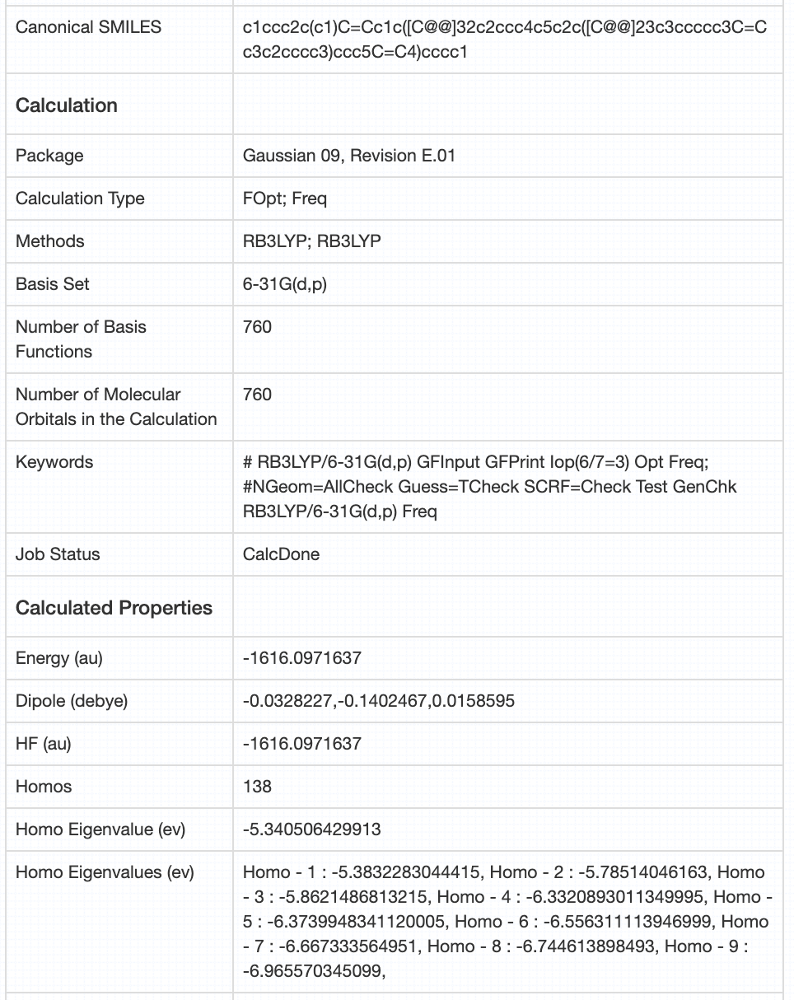 Canonical SMILES
c1ccc2c(c1)C=Cc1c([C@@]32c2ccc4c5c2c([C@@]23c3ccccc3C=C
c3c2cccc3)ccc5C=C4)cccc1
Calculation
Package
Gaussian 09, Revision E.01
Calculation Type
FOpt; Freq
Methods
RB3LYP; RB3LYP
Basis Set
6-31G(d,p)
Number of Basis
Functions
760
Number of Molecular
Orbitals in the Calculation
760
Keywords
# RB3LYP/6-31G(d,p) GFInput GFPrint Iop(6/7=3) Opt Freq;
#NGeom=AllCheck Guess=TCheck SCRF=Check Test GenChk
RB3LYP/6-31G(d,p) Freq
Job Status
CalcDone
Calculated Properties
Energy (au)
-1616.0971637
Dipole (debye)
-0.0328227,-0.1402467,0.0158595
HF (au)
-1616.0971637
Homos
138
Homo Eigenvalue (ev)
-5.340506429913
Homo Eigenvalues (ev)
Homo - 1 : -5.3832283044415, Homo - 2 : -5.78514046163, Homo
- 3 : -5.8621486813215, Homo - 4 : -6.3320893011349995, Homo -
5 : -6.3739948341120005, Homo - 6 : -6.556311113946999, Homo
- 7 : -6.667333564951, Homo - 8 : -6.744613898493, Homo - 9 :
-6.965570345099,